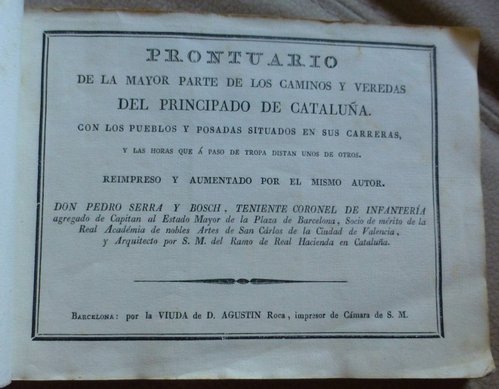 PRONTUARIO
DE LA MAYOR PARTE DE LOS CAMINOS Y VEREDAS
DEL PRINCIPADO DE CATALUÑA.
CON LOS PUEBLOS Y POSADAS SITUADOS EN SUS CARRERAS,
Y LAS HORAS QUE Á PASO DE TROPA DISTAN UNOS DE OTROS.
REIMPRESO Y AUMENTADO POR EL MISMO AUTOR.
DON PEDRO SERRA Y BOSCH, TENIENTE CORONEL DE INFANTERÍA
agregado de Capitan al Estado Mayor de la Plaza de Barcelona, Socio de mérito de la
Real Académia de nobles Artes de San Cárlos de la Ciudad de Valencia,
y Arquitecto por S. M. del Ramo de Real Hacienda en Cataluña.
BARCELONA: por la VIUDA de D. AGUSTIN Roca, impresor de Cámara de S. M.